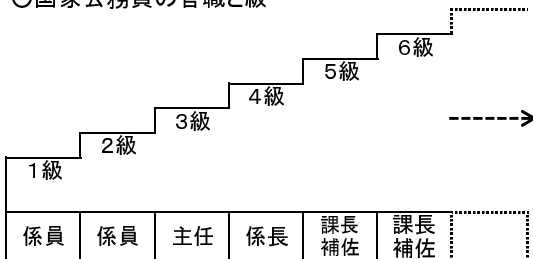 ○国家公務員の官職と級
6級
5級
4級
3級
2級
1級
係員 係員 主任 係長 課長補佐 課長補佐